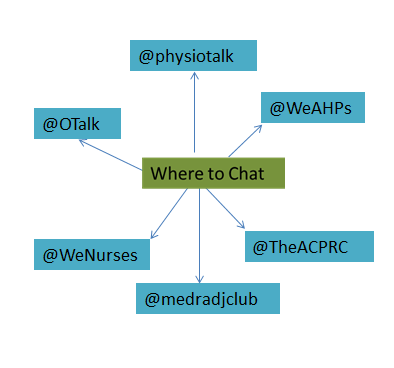 @physiotalk
@WeAHPs
@OTalk
Where to Chat
@TheACPRC
@WeNurses
@medradjclub